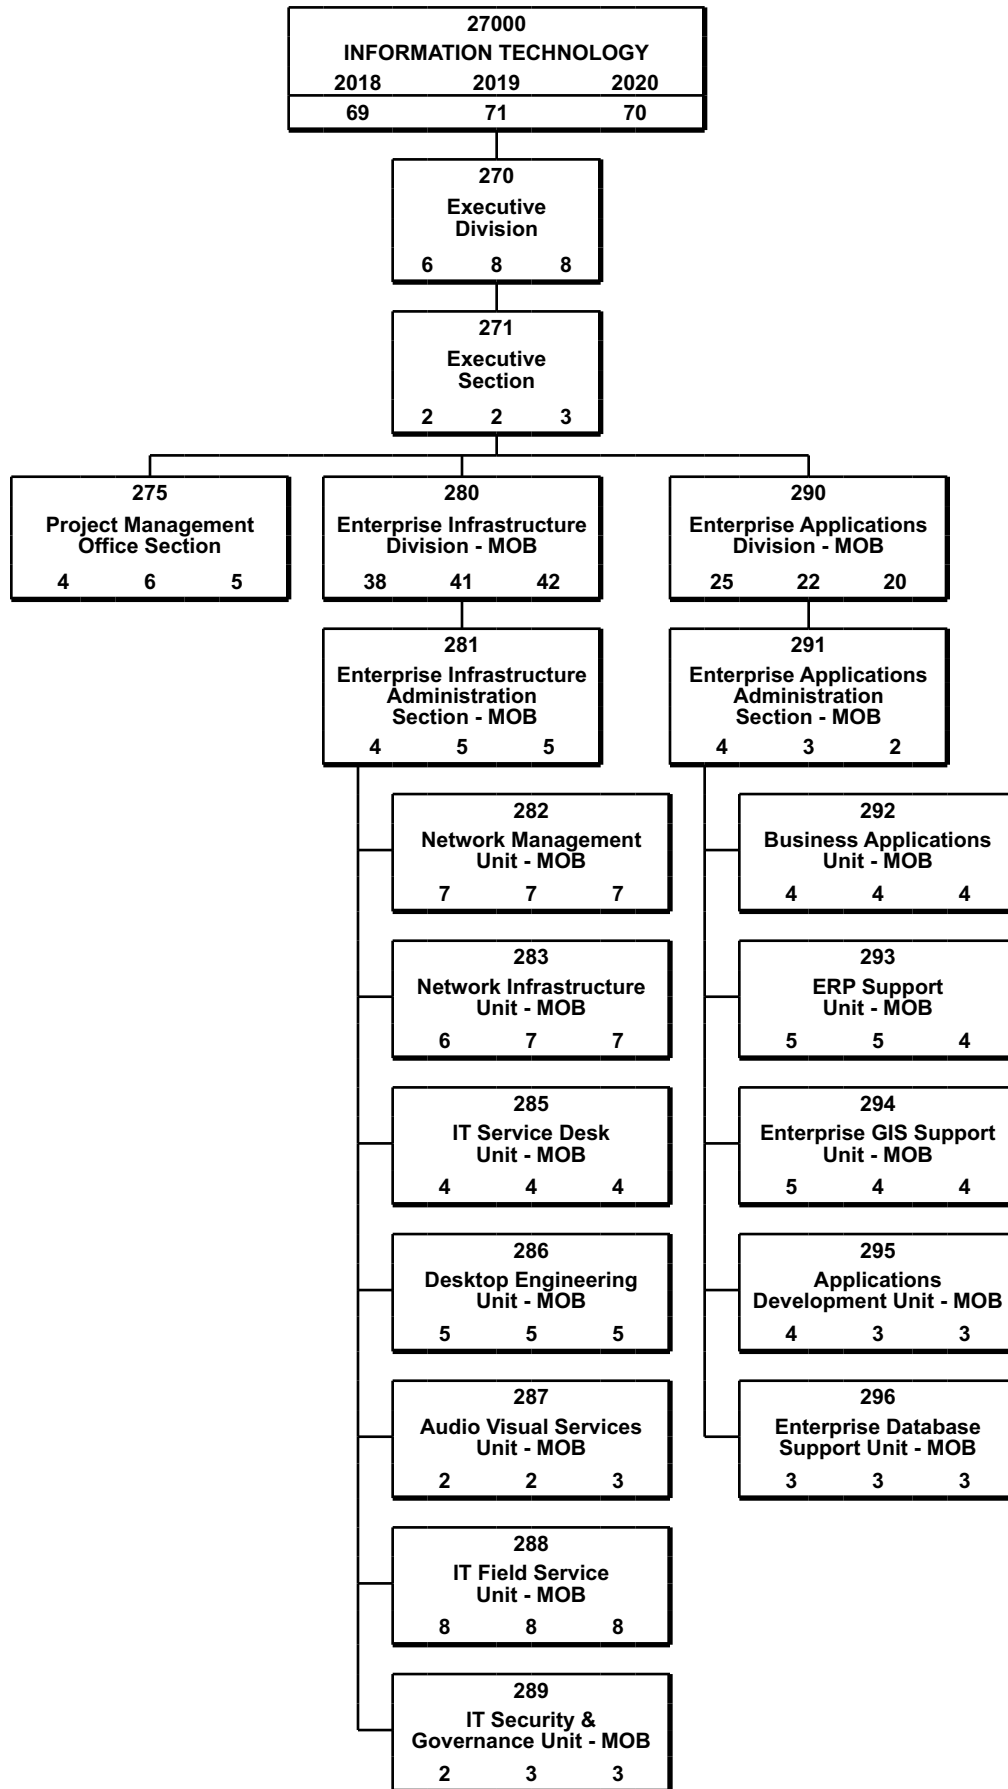 27000
INFORMATION TECHNOLOGY
2018 2019 2020
69 71 70
270
Executive
Division
6 8 8
271
Executive
Section
2 2 3
275
Project Management
Office Section
4 6 5
280
Enterprise Infrastructure
Division - MOB
38 41 42
290
Enterprise Applications
Division - MOB
25 22 20
281
Enterprise Infrastructure
Administration
Section - MOB
4 5 5
291
Enterprise Applications
Administration
Section - MOB
4 3 2
282
Network Management
Unit - MOB
7 7 7
292
Business Applications
Unit - MOB
4 4 4
283
Network Infrastructure
Unit - MOB
6 7 7
293
ERP Support
Unit - MOB
5 5 4
285
IT Service Desk
Unit - MOB
4 4 4
294
Enterprise GIS Support
Unit - MOB
5 4 4
286
Desktop Engineering
Unit - MOB
5 5 5
295
Applications
Development Unit - MOB
4 3 3
287
Audio Visual Services
Unit - MOB
2 2 3
296
Enterprise Database
Support Unit - MOB
3 3 3
288
IT Field Service
Unit - MOB
8 8 8
289
IT Security &
Governance Unit - MOB
2 3 3